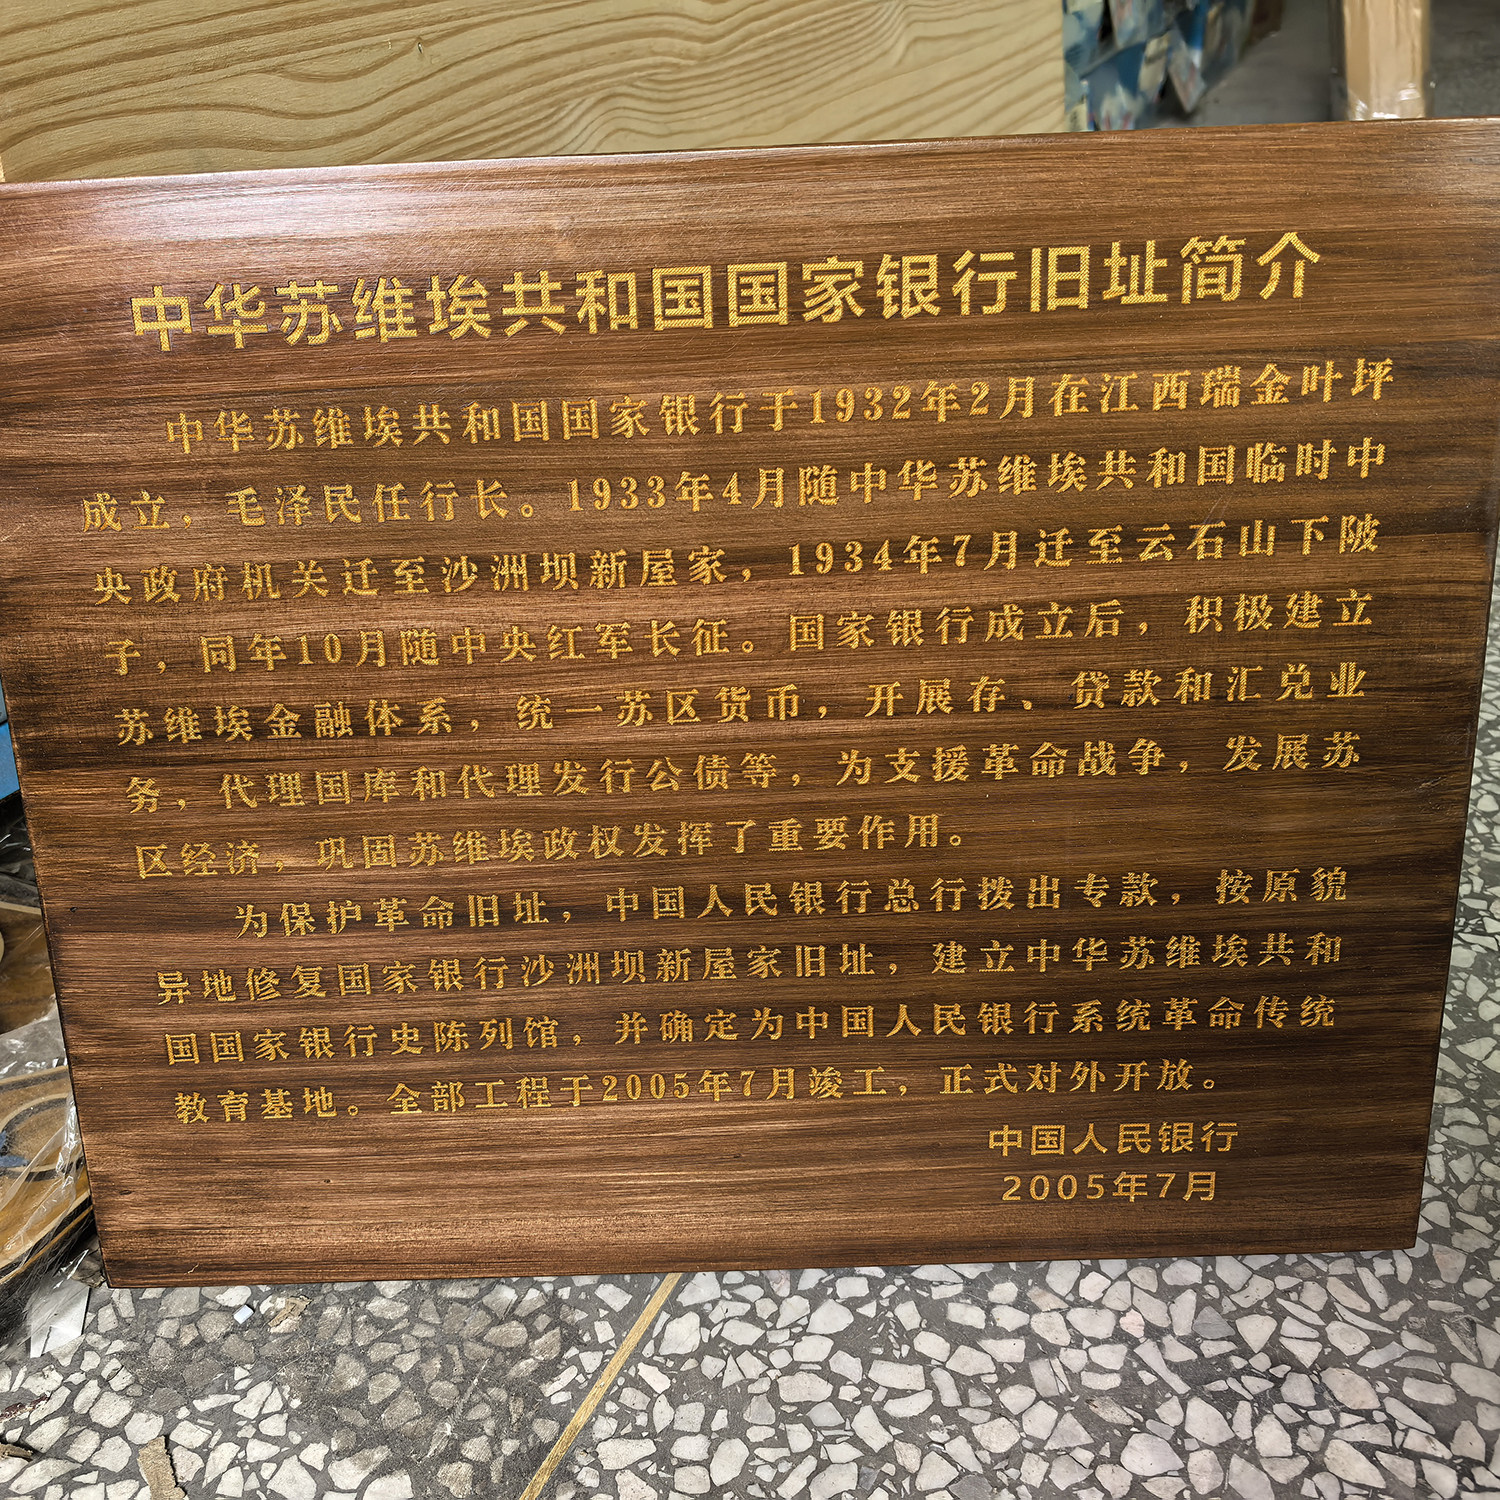 中华苏维埃共和国国家银行旧址简介
中华苏维埃共和国国家银行于1932年2月在江西瑞金叶坪
成立，毛泽民任行长。1933年4月随中华苏维埃共和国临时中
央政府机关迁至沙洲坝新屋家，1934年7月迁至云石山下陂
子，同年10月随中央红军长征。国家银行成立后，积极建立
苏维埃金融体系，统一苏区货币，开展存、贷款和汇兑业
务，代理国库和代理发行公债等，为支援革命战争，发展苏
区经济，巩固苏维埃政权发挥了重要作用。
为保护革命旧址，中国人民银行总行拨出专款，按原貌
异地修复国家银行沙洲坝新屋家旧址，建立中华苏维埃共和
国国家银行史陈列馆，并确定为中国人民银行系统革命传统
教育基地。全部工程于2005年7月竣工，正式对外开放。
中国人民银行
2005年7月